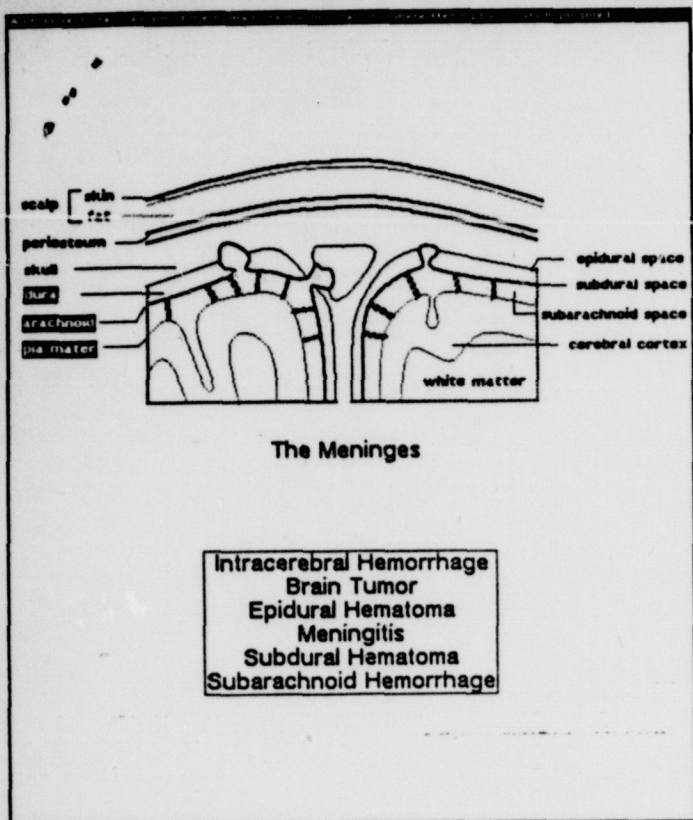 scalp
skin
fat
periosteum
skull
dura
arachnoid
pia mater
epidural space
subdural space
subarachnoid space
cerebral cortex
white matter
The Meninges
Intracerebral Hemorrhage
Brain Tumor
Epidural Hematoma
Meningitis
Subdural Hematoma
Subarachnoid Hemorrhage